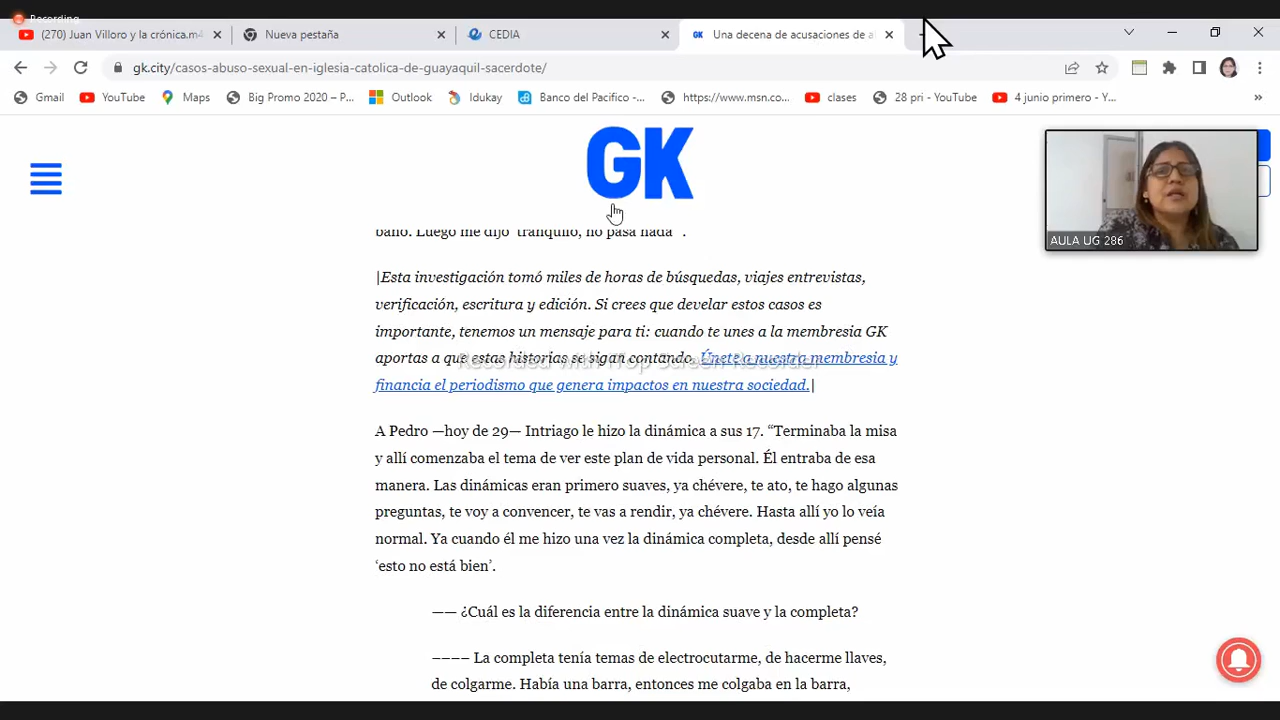 Recording
(270) Juan Villoro y la crónica.m4
Nueva pestaña
CEDIA
GK Una decena de acusaciones de a
gk.city/casos-abuso-sexual-en-iglesia-catolica-de-guayaquil-sacerdote/
Gmail YouTube Maps Big Promo 2020 – P... Outlook Idukay Banco del Pacifico -... https://www.msn.co... clases 28 pri - YouTube 4 junio primero - Y... »
GK
baño. Luego me dijo 'tranquilo, no pasa nada'".
AULA UG 286
|Esta investigación tomó miles de horas de búsquedas, viajes entrevistas,
verificación, escritura y edición. Si crees que develar estos casos es
importante, tenemos un mensaje para ti: cuando te unes a la membresia GK
aportas a que estas historias se sigan contando. Únete a nuestra membresia y
Recorded with iTop Screen Recorder
financia el periodismo que genera impactos en nuestra sociedad.|
A Pedro —hoy de 29— Intriago le hizo la dinámica a sus 17. “Terminaba la misa
y allí comenzaba el tema de ver este plan de vida personal. Él entraba de esa
manera. Las dinámicas eran primero suaves, ya chévere, te ato, te hago algunas
preguntas, te voy a convencer, te vas a rendir, ya chévere. Hasta allí yo lo veía
normal. Ya cuando él me hizo una vez la dinámica completa, desde allí pensé
‘esto no está bien’.
—— ¿Cuál es la diferencia entre la dinámica suave y la completa?
–––– La completa tenía temas de electrocutarme, de hacerme llaves,
de colgarme. Había una barra, entonces me colgaba en la barra,